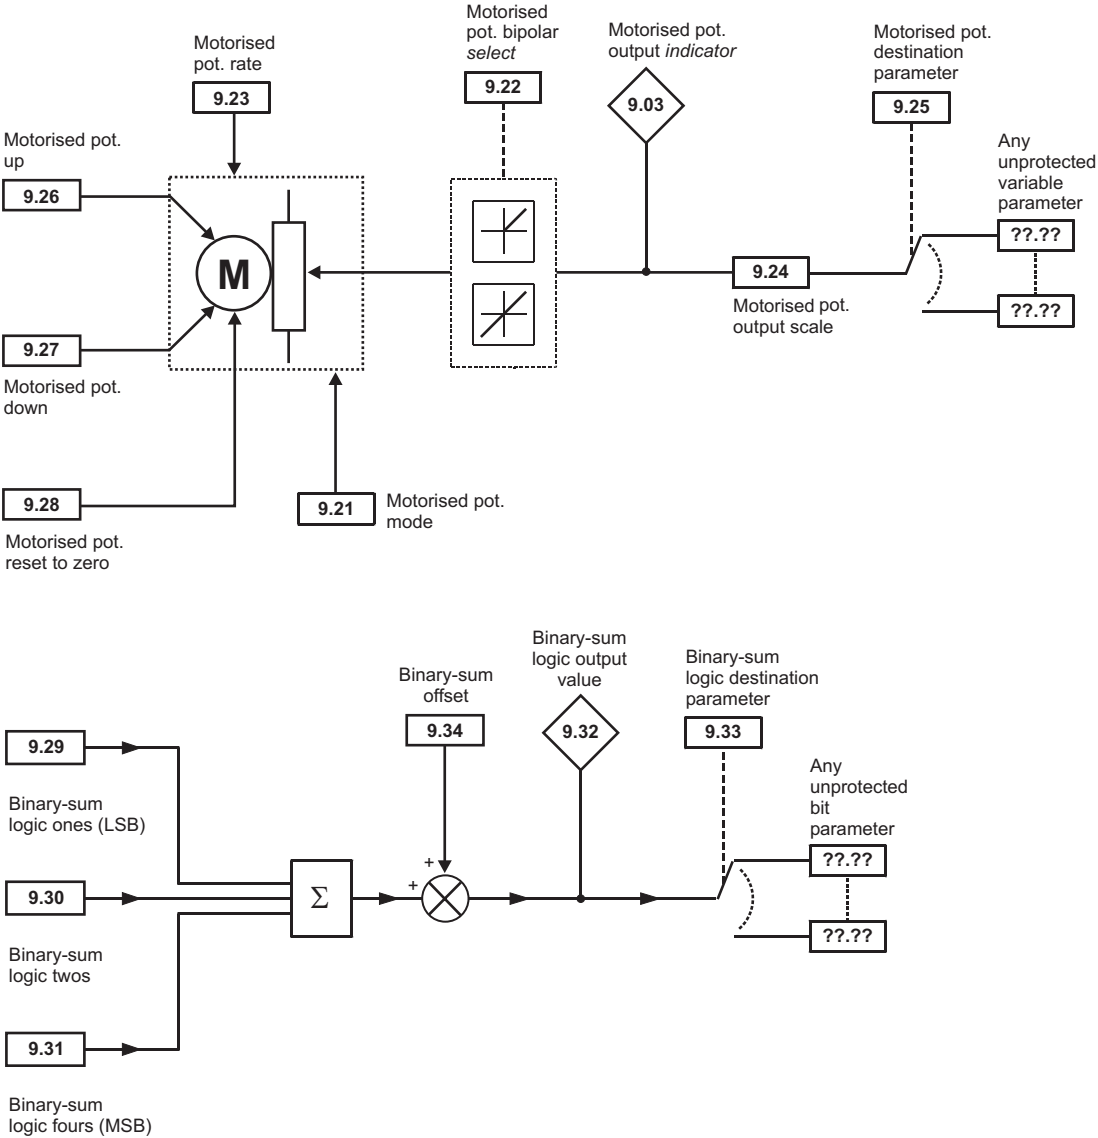 Motorised
pot. rate
9.23
Motorised
pot. bipolar
select
9.22
Motorised pot.
output indicator
9.03
Motorised pot.
destination
parameter
9.25
Motorised pot.
up
9.26
Any
unprotected
variable
parameter
??.??
??.??
M
9.24
Motorised pot.
output scale
9.27
Motorised pot.
down
9.28
Motorised pot.
reset to zero
9.21
Motorised pot.
mode
Binary-sum
offset
9.34
Binary-sum
logic output
value
9.32
Binary-sum
logic destination
parameter
9.33
9.29
Binary-sum
logic ones (LSB)
Any
unprotected
bit
parameter
??.??
??.??
9.30
Binary-sum
logic twos
Σ
+
+
9.31
Binary-sum
logic fours (MSB)